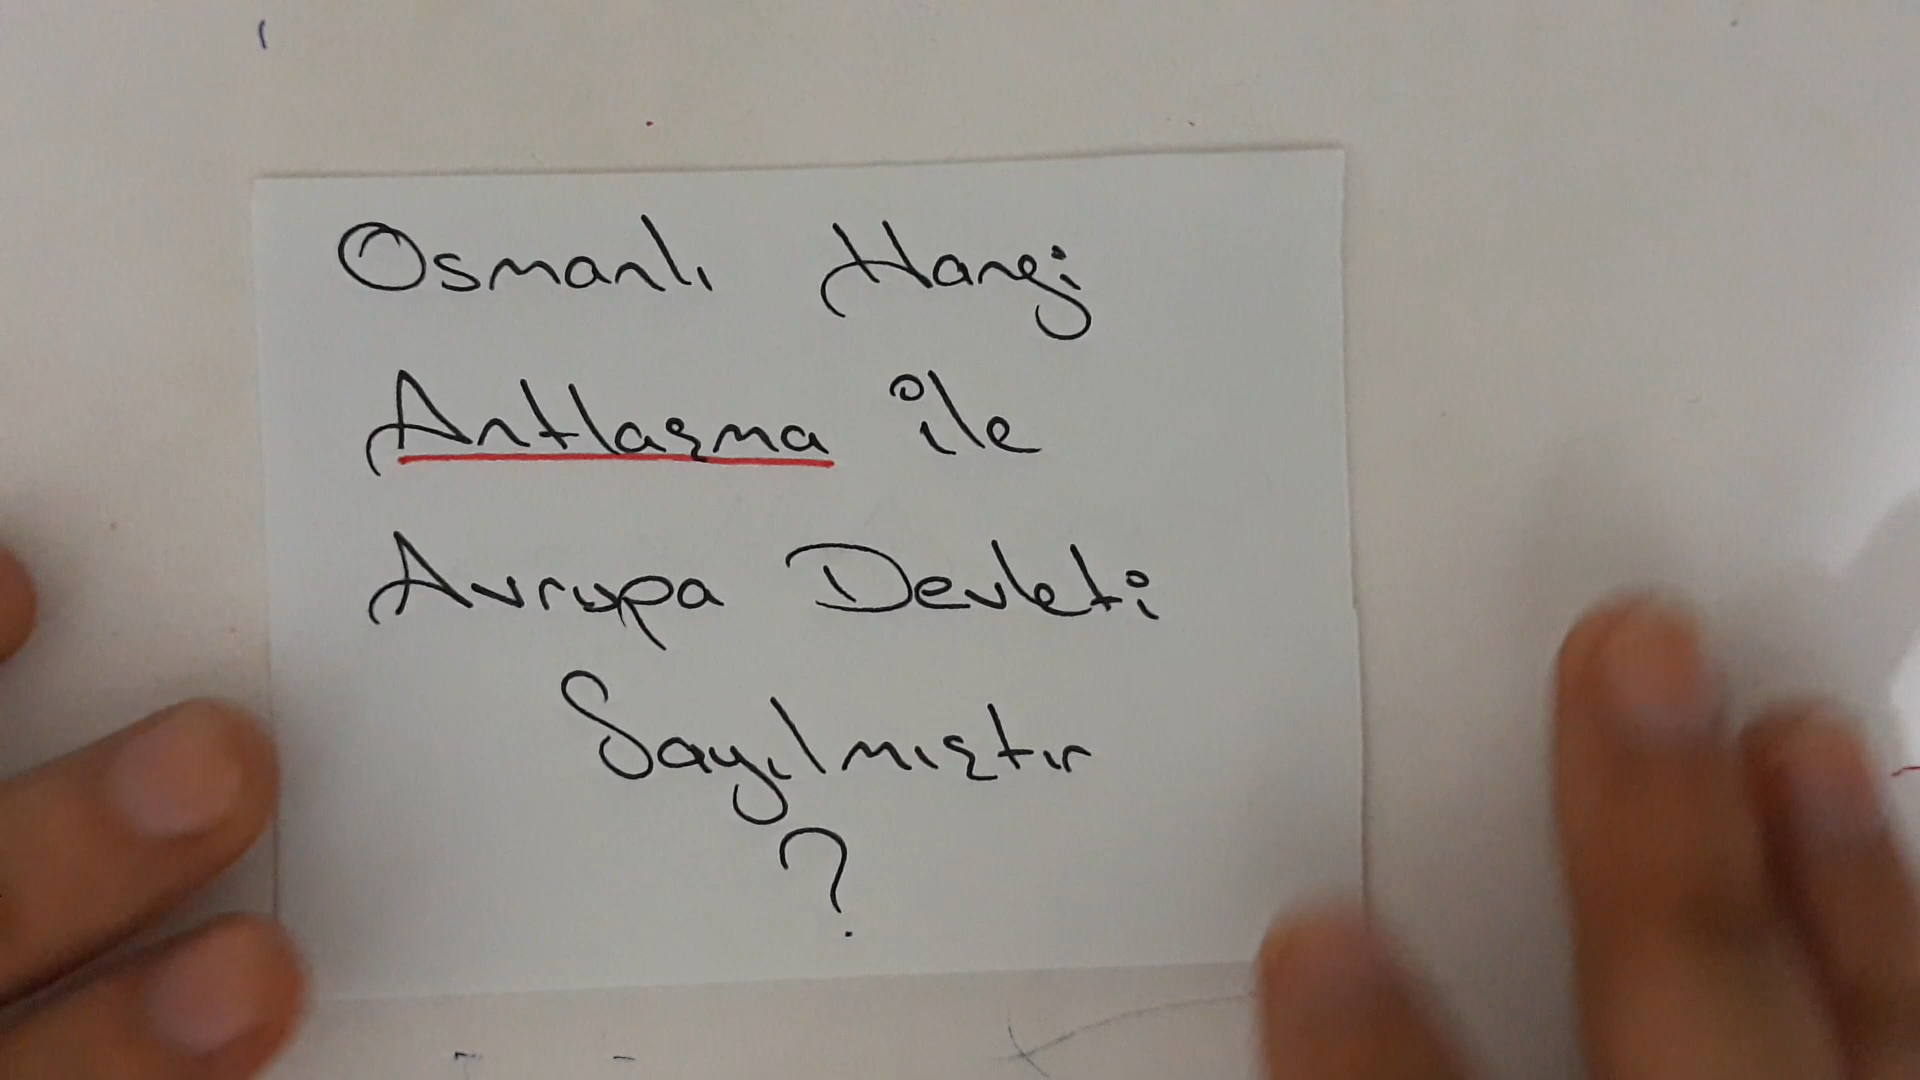 Osmanlı Hangi
Antlaşma ile
Avrupa Devleti
Sayılmıştır
?